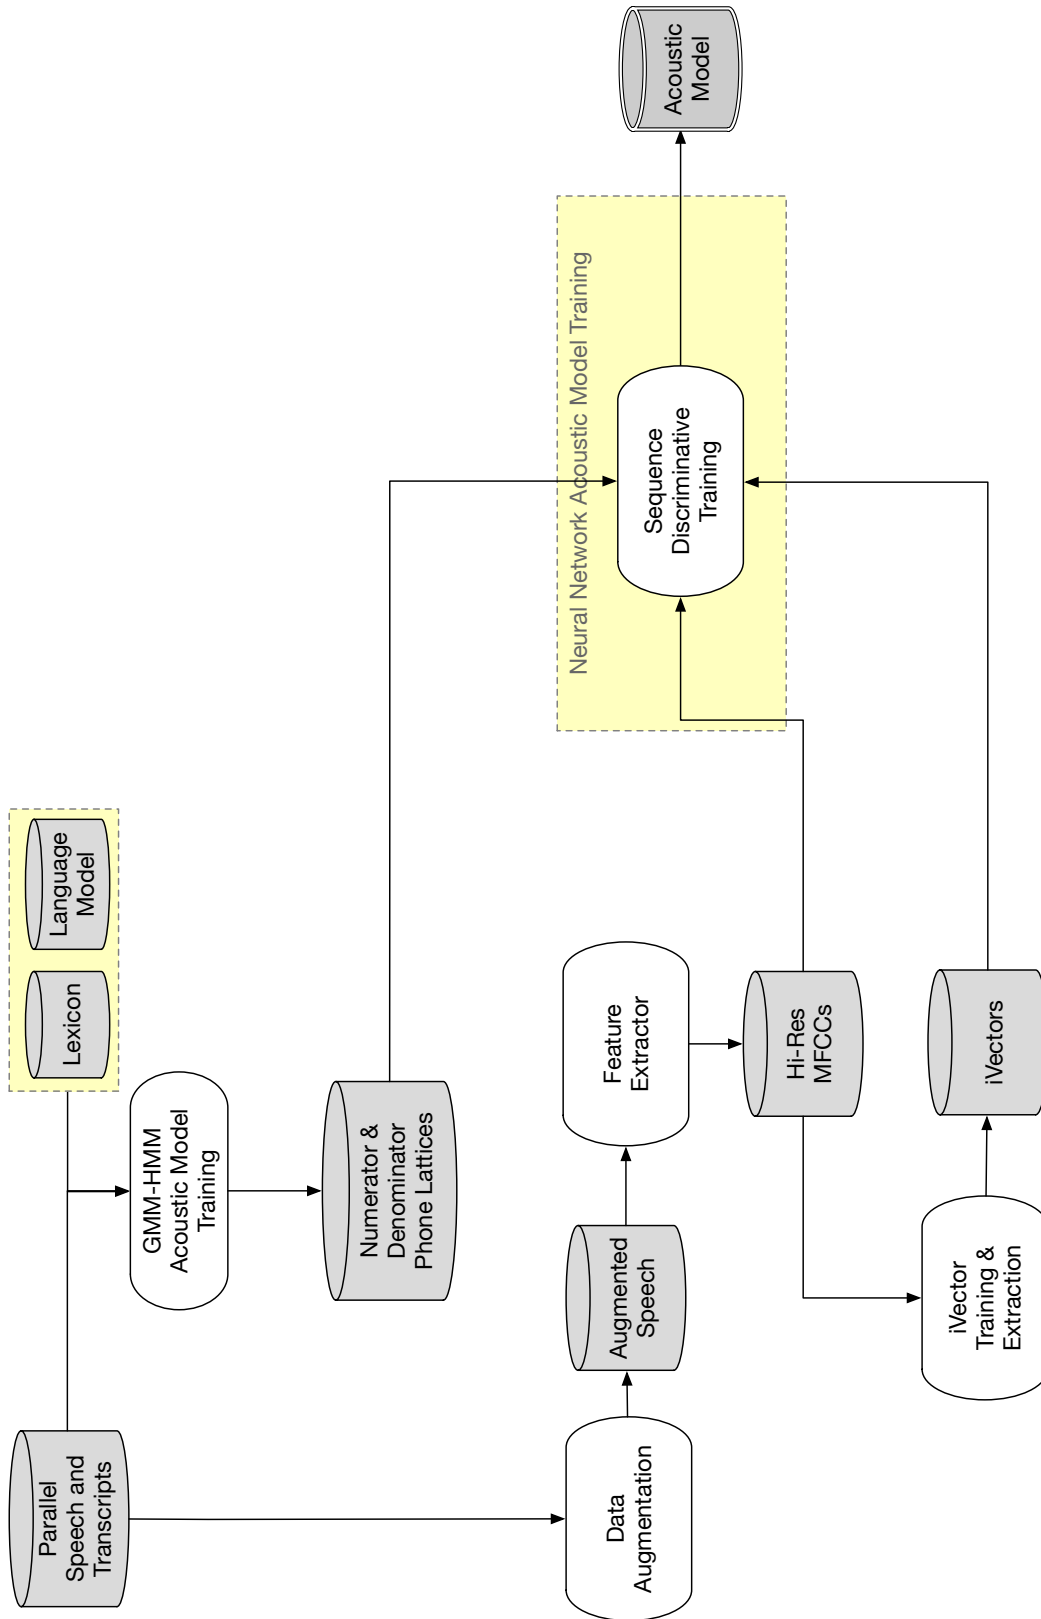 Parallel
Speech and
Transcripts
Lexicon
Language
Model
GMM-HMM
Acoustic Model
Training
Numerator &
Denominator
Phone Lattices
Data
Augmentation
Augmented
Speech
Feature
Extractor
Hi-Res
MFCCs
iVector
Training &
Extraction
iVectors
Neural Network Acoustic Model Training
Sequence
Discriminative
Training
Acoustic
Model